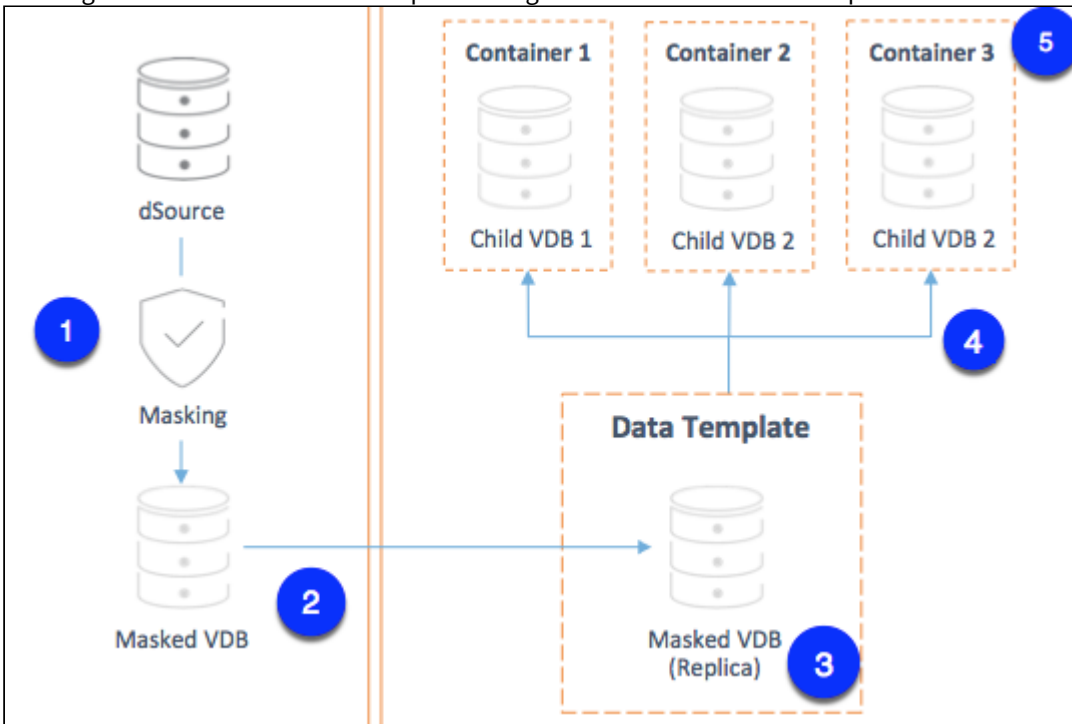 Container 1
Container 2
Container 3
5
dSource
Child VDB 1
Child VDB 2
Child VDB 2
1
4
Masking
Data Template
2
Masked VDB
Masked VDB
(Replica)
3